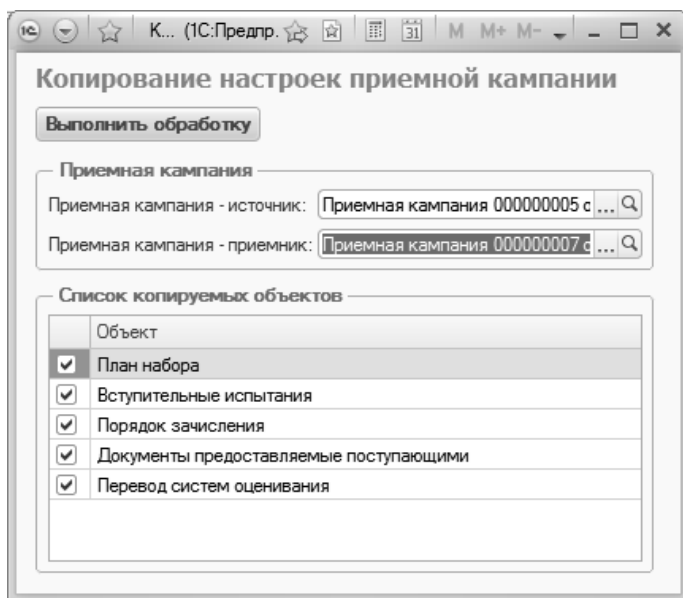 1С К... (1С:Предпр. 31 M M+ M-
Копирование настроек приемной кампании
Выполнить обработку
Приемная кампания
Приемная кампания - источник: Приемная кампания 000000005 с ...
Приемная кампания - приемник: Приемная кампания 000000007 с ...
Список копируемых объектов
Объект
План набора
Вступительные испытания
Порядок зачисления
Документы предоставляемые поступающими
Перевод систем оценивания